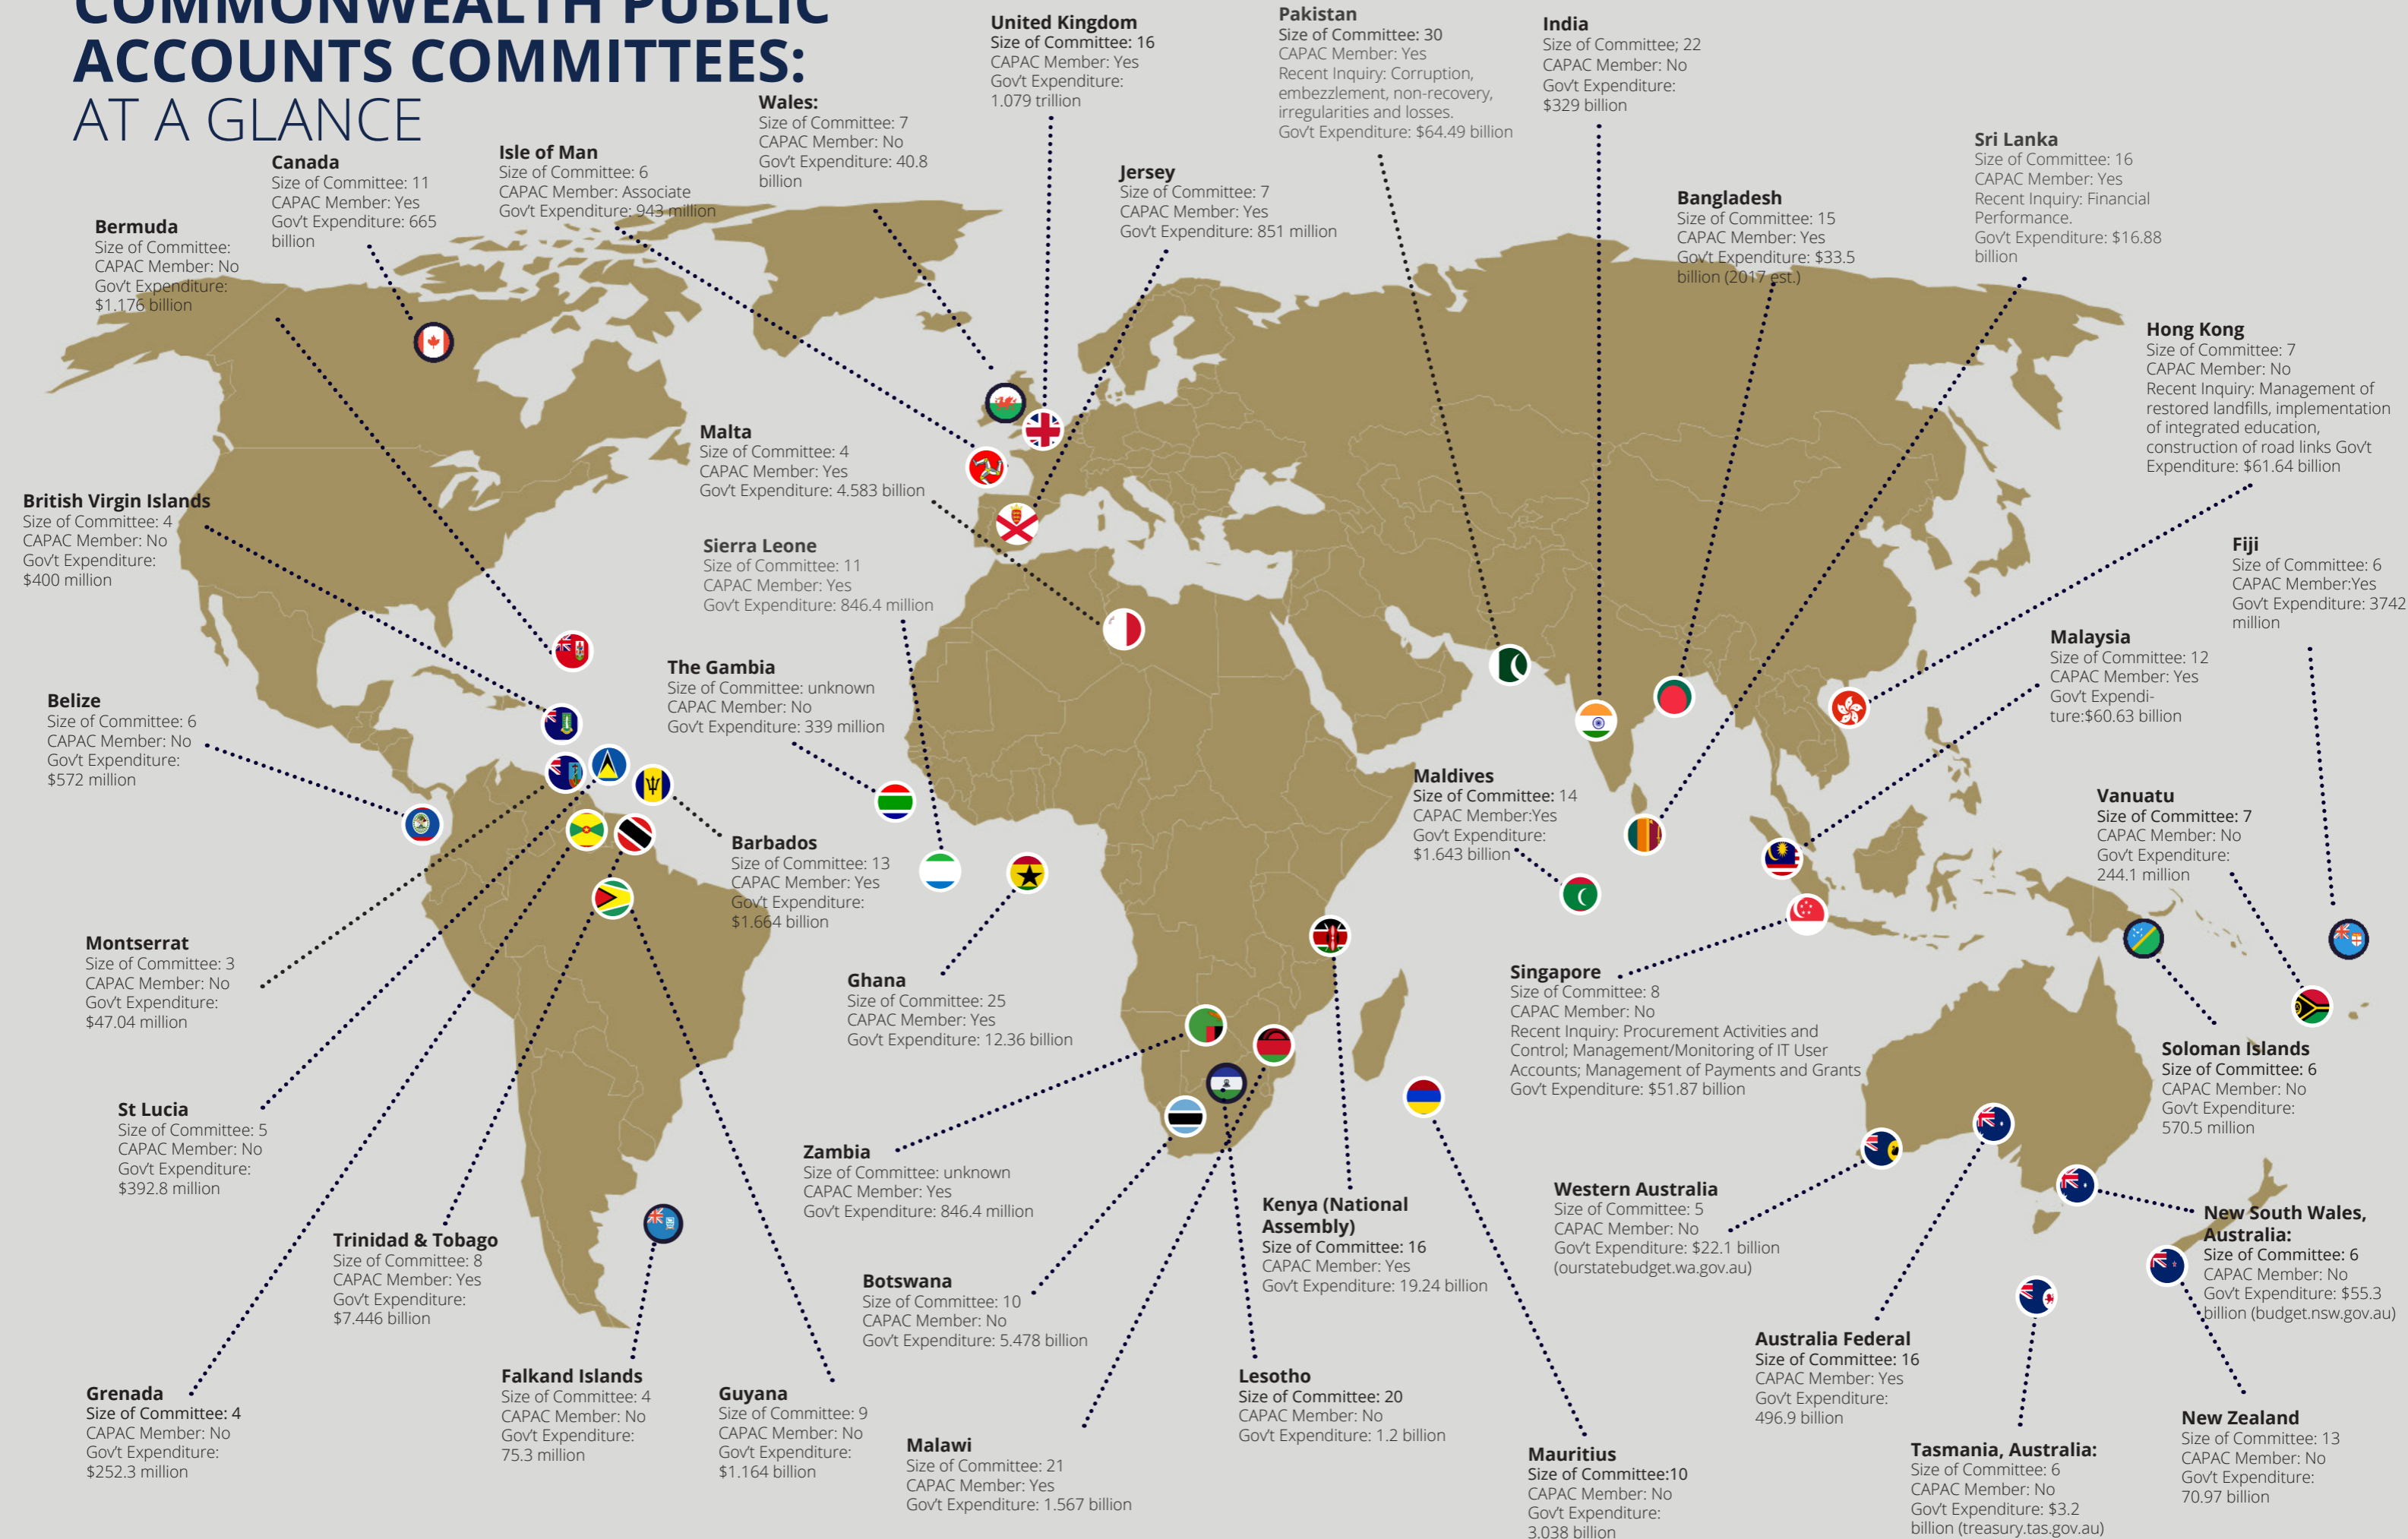 COMMONWEALTH PUBLIC
ACCOUNTS COMMITTEES:
AT A GLANCE
Bermuda
Size of Committee:
CAPAC Member: No
Gov't Expenditure:
$1.176 billion
Canada
Size of Committee: 11
CAPAC Member: Yes
Gov't Expenditure: 665
billion
Isle of Man
Size of Committee: 6
CAPAC Member: Associate
Gov't Expenditure: 943 million
Wales:
Size of Committee: 7
CAPAC Member: No
Gov't Expenditure: 40.8
billion
United Kingdom
Size of Committee: 16
CAPAC Member: Yes
Gov't Expenditure:
1.079 trillion
Jersey
Size of Committee: 7
CAPAC Member: Yes
Gov't Expenditure: 851 million
Pakistan
Size of Committee: 30
CAPAC Member: Yes
Recent Inquiry: Corruption,
embezzlement, non-recovery,
irregularities and losses.
Gov't Expenditure: $64.49 billion
India
Size of Committee; 22
CAPAC Member: No
Gov't Expenditure:
$329 billion
Bangladesh
Size of Committee: 15
CAPAC Member: Yes
Gov't Expenditure: $33.5
billion (2017 est.)
Sri Lanka
Size of Committee: 16
CAPAC Member: Yes
Recent Inquiry: Financial
Performance.
Gov't Expenditure: $16.88
billion
Hong Kong
Size of Committee: 7
CAPAC Member: No
Recent Inquiry: Management of
restored landfills, implementation
of integrated education,
construction of road links Gov't
Expenditure: $61.64 billion
Malta
Size of Committee: 4
CAPAC Member: Yes
Gov't Expenditure: 4.583 billion
British Virgin Islands
Size of Committee: 4
CAPAC Member: No
Gov't Expenditure:
$400 million
Sierra Leone
Size of Committee: 11
CAPAC Member: Yes
Gov't Expenditure: 846.4 million
Fiji
Size of Committee: 6
CAPAC Member:Yes
Gov't Expenditure: 3742
million
Malaysia
Size of Committee: 12
CAPAC Member: Yes
Gov't Expendi-
ture:$60.63 billion
The Gambia
Size of Committee: unknown
CAPAC Member: No
Gov't Expenditure: 339 million
Belize
Size of Committee: 6
CAPAC Member: No
Gov't Expenditure:
$572 million
Maldives
Size of Committee: 14
CAPAC Member:Yes
Gov't Expenditure:
$1.643 billion
Vanuatu
Size of Committee: 7
CAPAC Member: No
Gov't Expenditure:
244.1 million
Barbados
Size of Committee: 13
CAPAC Member: Yes
Gov't Expenditure:
$1.664 billion
Montserrat
Size of Committee: 3
CAPAC Member: No
Gov't Expenditure:
$47.04 million
Ghana
Size of Committee: 25
CAPAC Member: Yes
Gov't Expenditure: 12.36 billion
Singapore
Size of Committee: 8
CAPAC Member: No
Recent Inquiry: Procurement Activities and
Control; Management/Monitoring of IT User
Accounts; Management of Payments and Grants
Gov't Expenditure: $51.87 billion
Soloman Islands
Size of Committee: 6
CAPAC Member: No
Gov't Expenditure:
570.5 million
St Lucia
Size of Committee: 5
CAPAC Member: No
Gov't Expenditure:
$392.8 million
Zambia
Size of Committee: unknown
CAPAC Member: Yes
Gov't Expenditure: 846.4 million
Kenya (National
Assembly)
Size of Committee: 16
CAPAC Member: Yes
Gov't Expenditure: 19.24 billion
Western Australia
Size of Committee: 5
CAPAC Member: No
Gov't Expenditure: $22.1 billion
(ourstatebudget.wa.gov.au)
New South Wales,
Australia:
Size of Committee: 6
CAPAC Member: No
Gov't Expenditure: $55.3
billion (budget.nsw.gov.au)
Trinidad & Tobago
Size of Committee: 8
CAPAC Member: Yes
Gov't Expenditure:
$7.446 billion
Botswana
Size of Committee: 10
CAPAC Member: No
Gov't Expenditure: 5.478 billion
Australia Federal
Size of Committee: 16
CAPAC Member: Yes
Gov't Expenditure:
496.9 billion
Grenada
Size of Committee: 4
CAPAC Member: No
Gov't Expenditure:
$252.3 million
Falkand Islands
Size of Committee: 4
CAPAC Member: No
Gov't Expenditure:
75.3 million
Guyana
Size of Committee: 9
CAPAC Member: No
Gov't Expenditure:
$1.164 billion
Lesotho
Size of Committee: 20
CAPAC Member: No
Gov't Expenditure: 1.2 billion
Malawi
Size of Committee: 21
CAPAC Member: Yes
Gov't Expenditure: 1.567 billion
Mauritius
Size of Committee:10
CAPAC Member: No
Gov't Expenditure:
3.038 billion
Tasmania, Australia:
Size of Committee: 6
CAPAC Member: No
Gov't Expenditure: $3.2
billion (treasury.tas.gov.au)
New Zealand
Size of Committee: 13
CAPAC Member: No
Gov't Expenditure:
70.97 billion